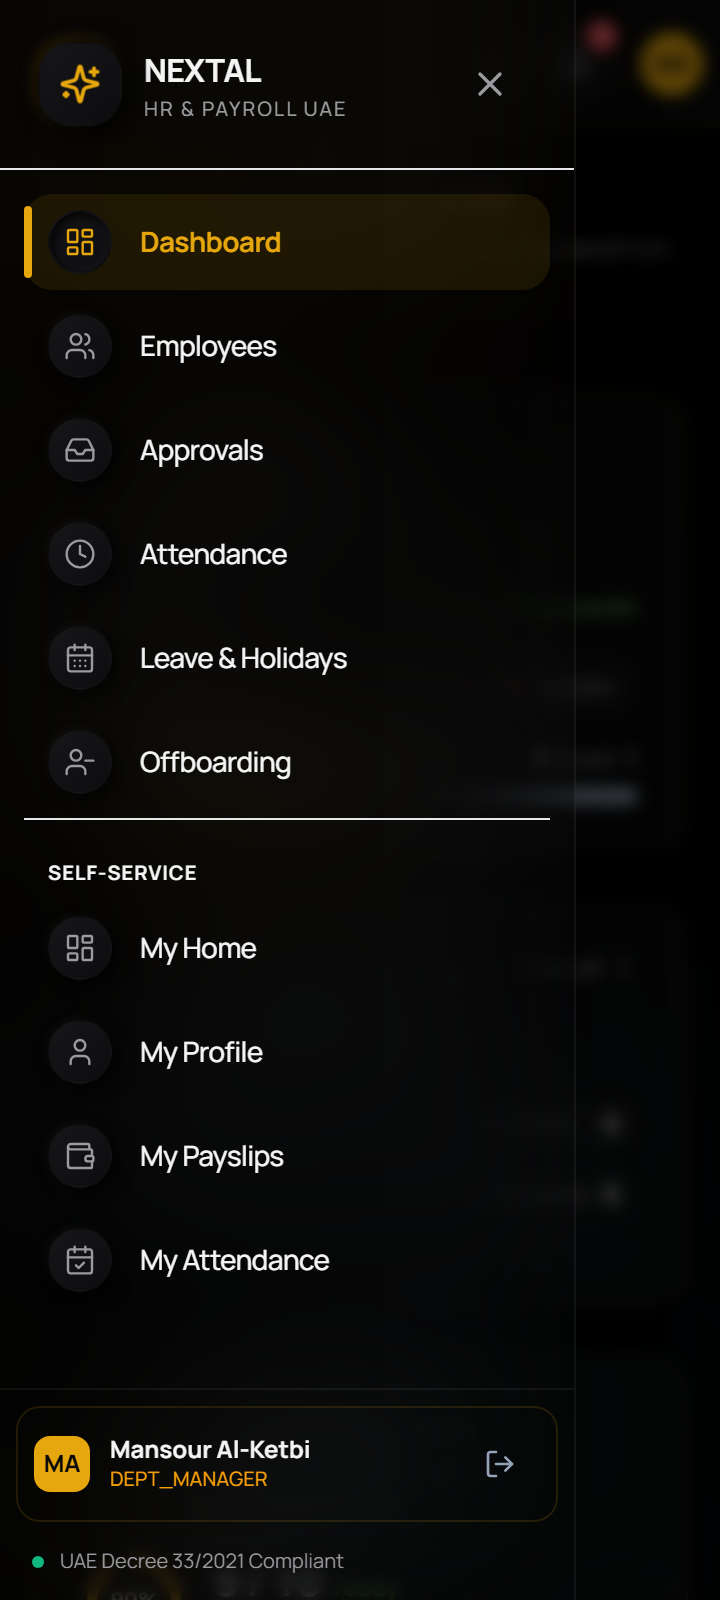 NEXTAL
HR & PAYROLL UAE
Dashboard
Employees
Approvals
Attendance
Leave & Holidays
Offboarding
SELF-SERVICE
My Home
My Profile
My Payslips
My Attendance
MA
Mansour Al-Ketbi
DEPT_MANAGER
UAE Decree 33/2021 Compliant